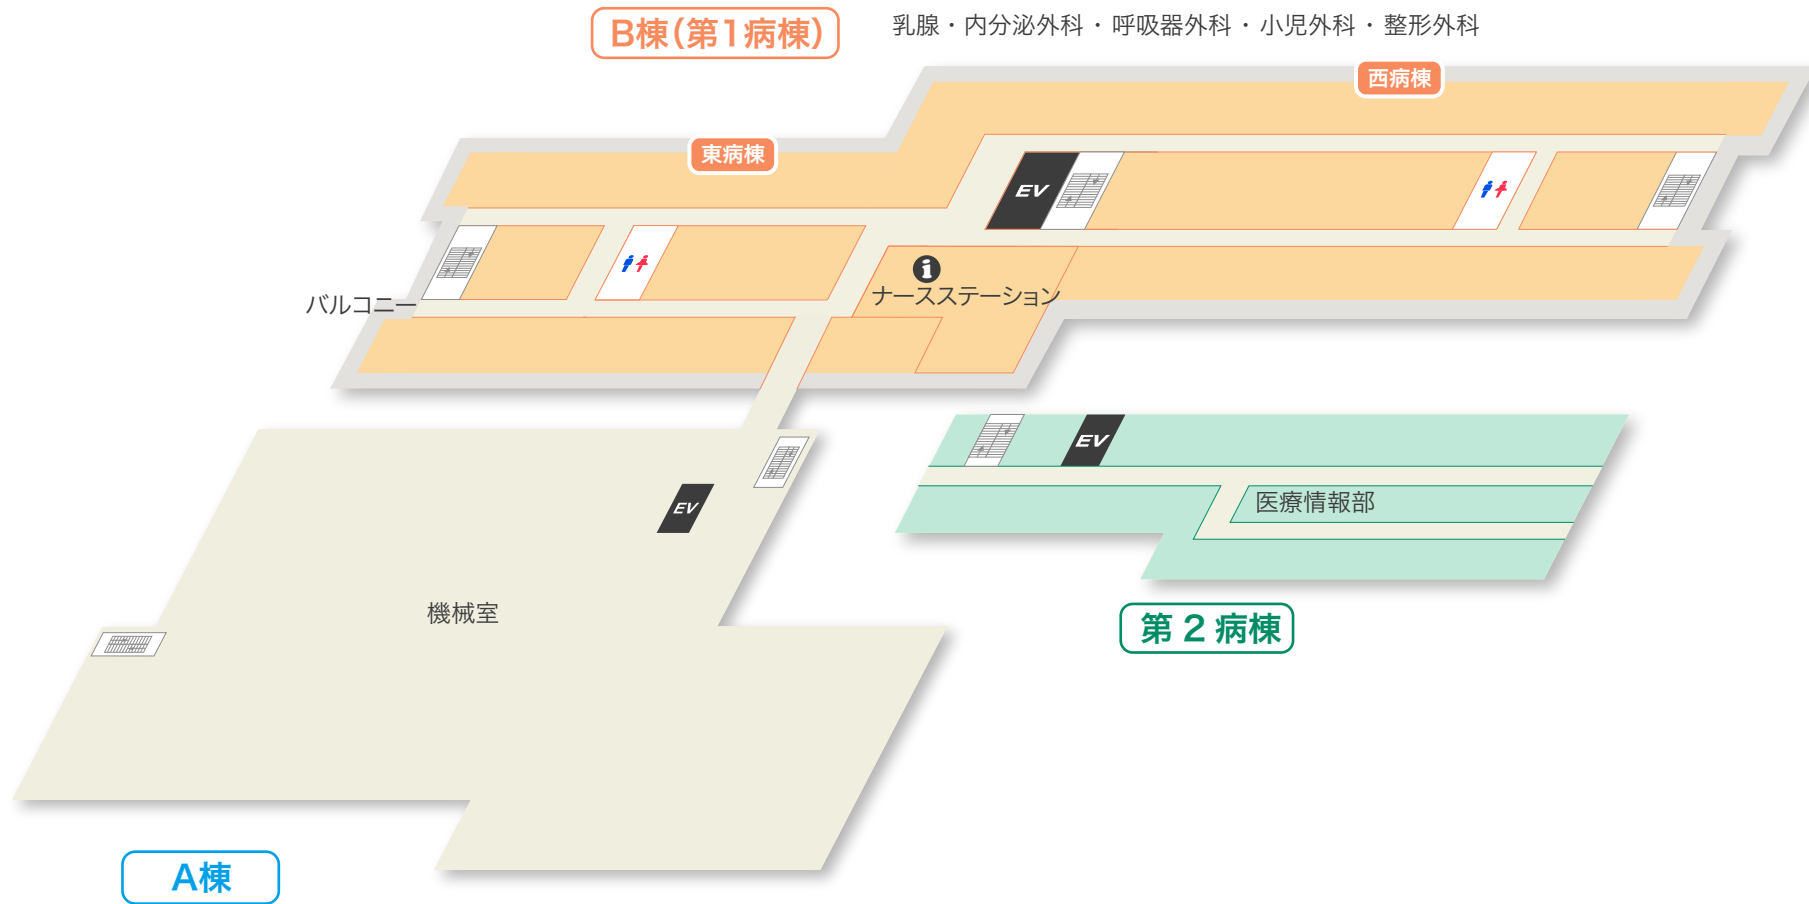 B棟(第1病棟)
乳腺・内分泌外科・呼吸器外科・小児外科・整形外科
西病棟
東病棟
EV
i
ナースステーション
バルコニー
EV
医療情報部
EV
機械室
第2病棟
A棟